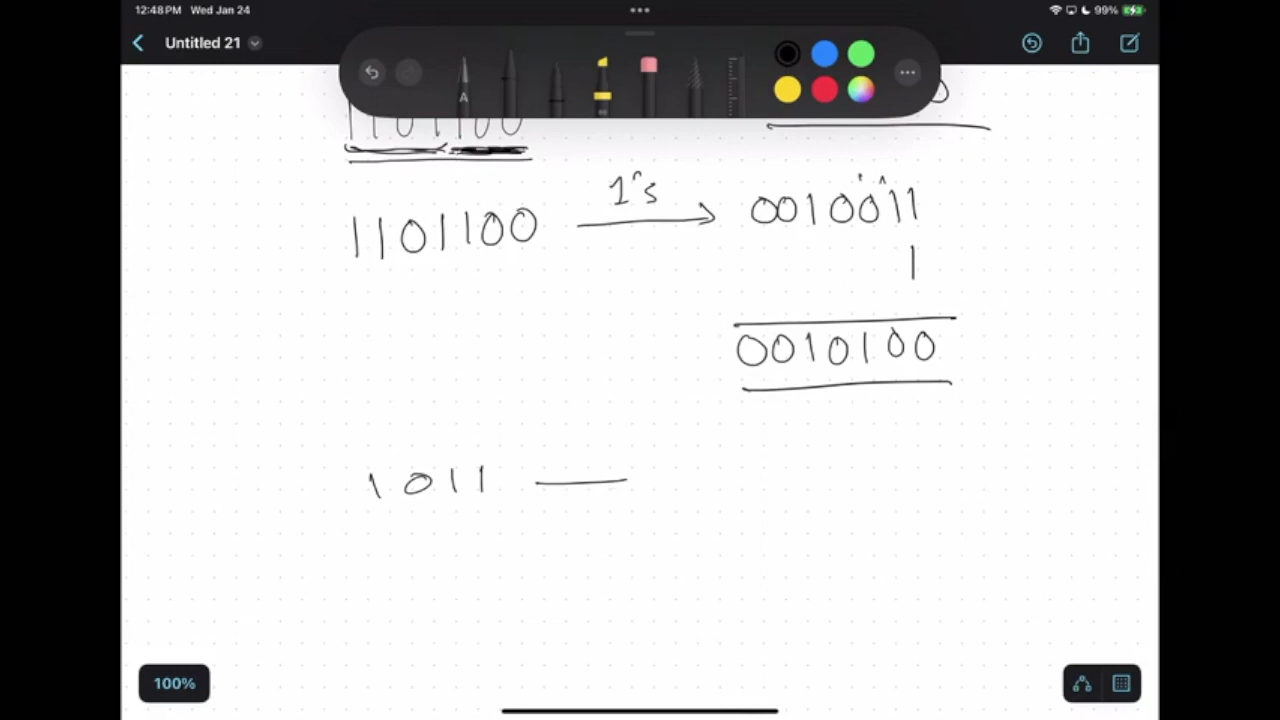 12:48 PM Wed Jan 24
99%
Untitled 21
1101100
1101100 1's 0010011
1
0010100
1011
100%